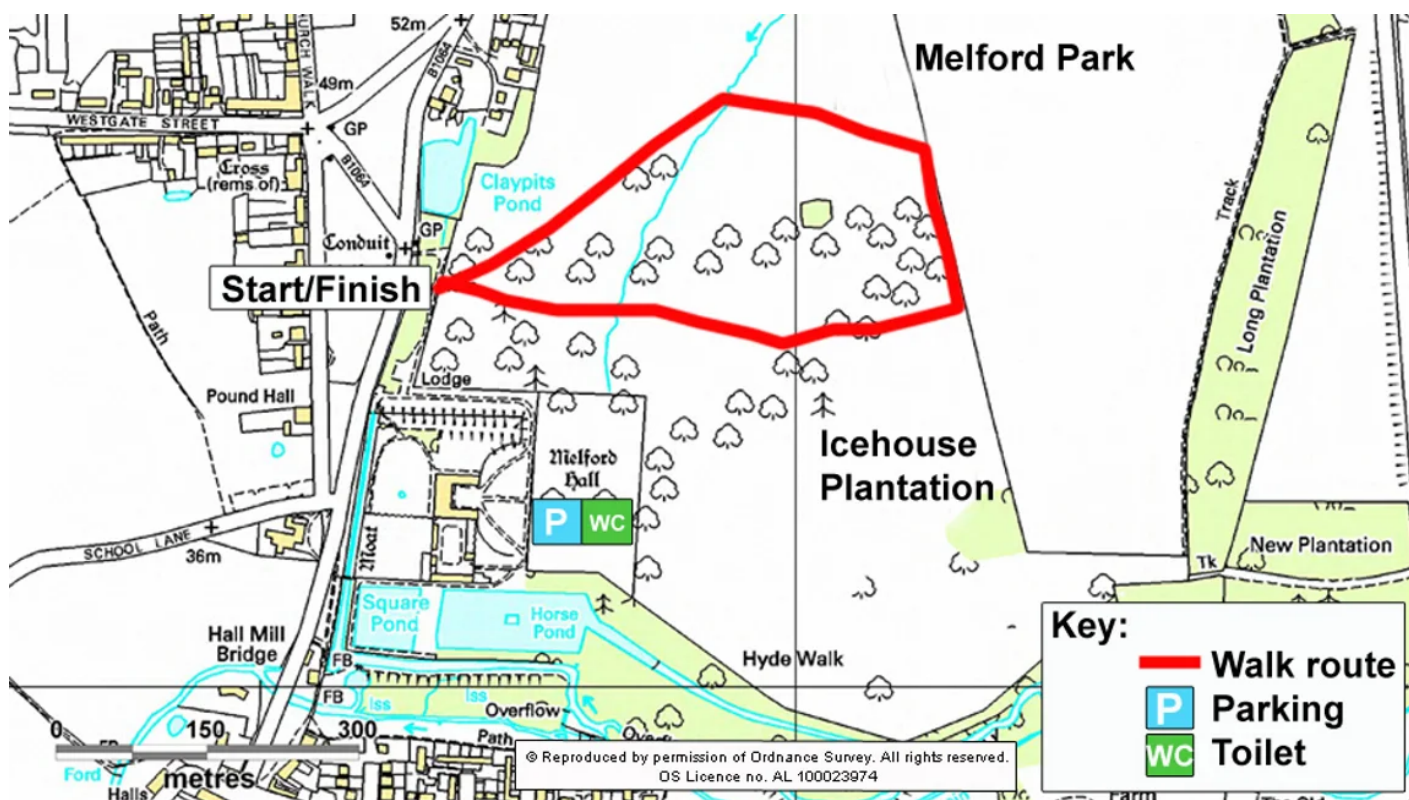 52m
B1064
CHURCH WALK
49m
Melford Park
WESTGATE STREET
GP
B1064
Cross
(rems of)
Claypits
Pond
Track
GP
Conduit
Start/Finish
Long Plantation
Path
Lodge
Pound Hall
Melford
Hall
Icehouse
Plantation
P WC
Moat
SCHOOL LANE
36m
New Plantation
Tk
Square
Pond
Horse
Pond
Hall Mill
Bridge
FB
Hyde Walk
FB
Iss
Iss
Overflow
Path
0 150 300
metres
Ford
Halls
Key:
Walk route
P Parking
WC Toilet
© Reproduced by permission of Ordnance Survey. All rights reserved.
OS Licence no. AL 100023974
Farm